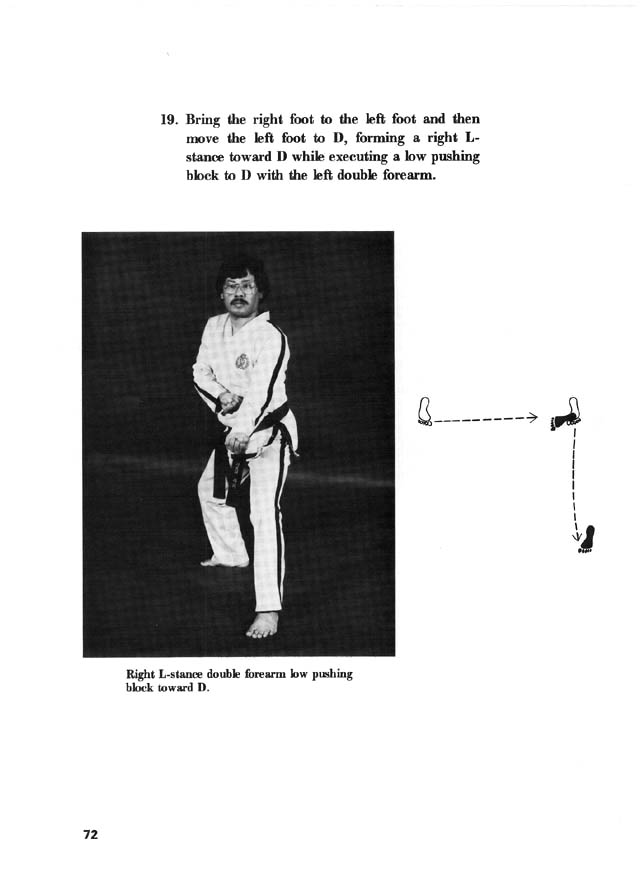 19. Bring the right foot to the left foot and then
move the left foot to D, forming a right L-
stance toward D while executing a low pushing
block to D with the left double forearm.
Right L-stance double forearm low pushing
block toward D.
72